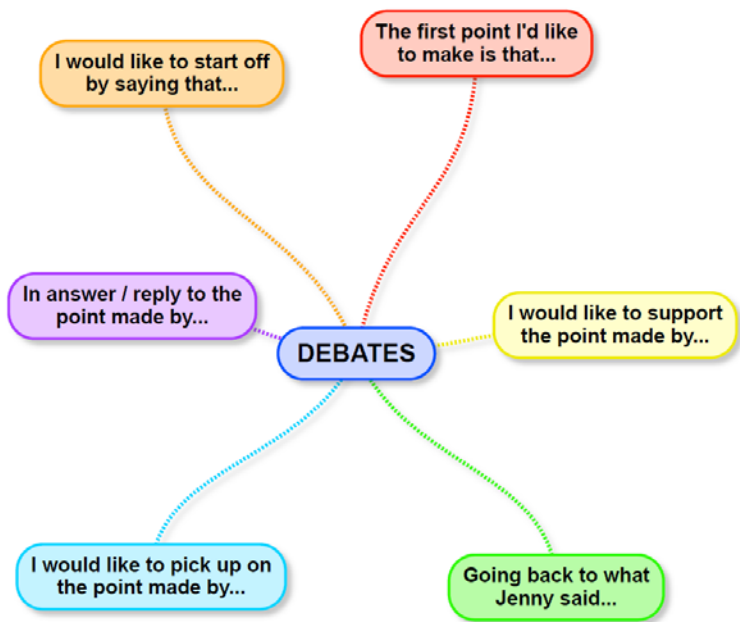 The first point I'd like
to make is that...
I would like to start off
by saying that...
In answer / reply to the
point made by...
I would like to support
the point made by...
DEBATES
I would like to pick up on
the point made by...
Going back to what
Jenny said...